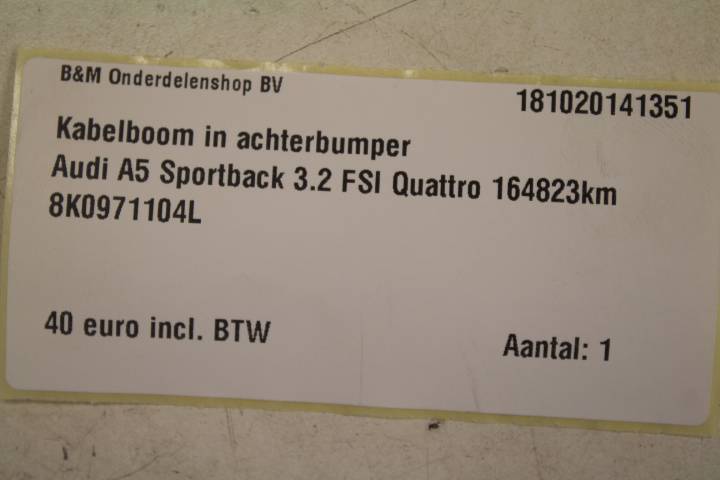 B&M Onderdelenshop BV
181020141351
Kabelboom in achterbumper
Audi A5 Sportback 3.2 FSI Quattro 164823km
8K0971104L
40 euro incl. BTW
Aantal: 1